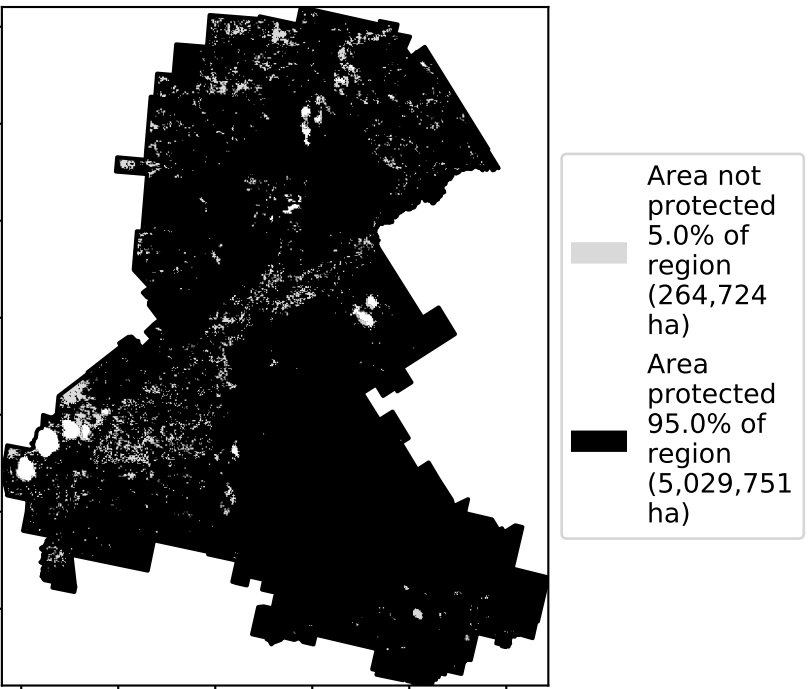 Area not
protected
5.0% of
region
(264,724
ha)
Area
protected
95.0% of
region
(5,029,751
ha)